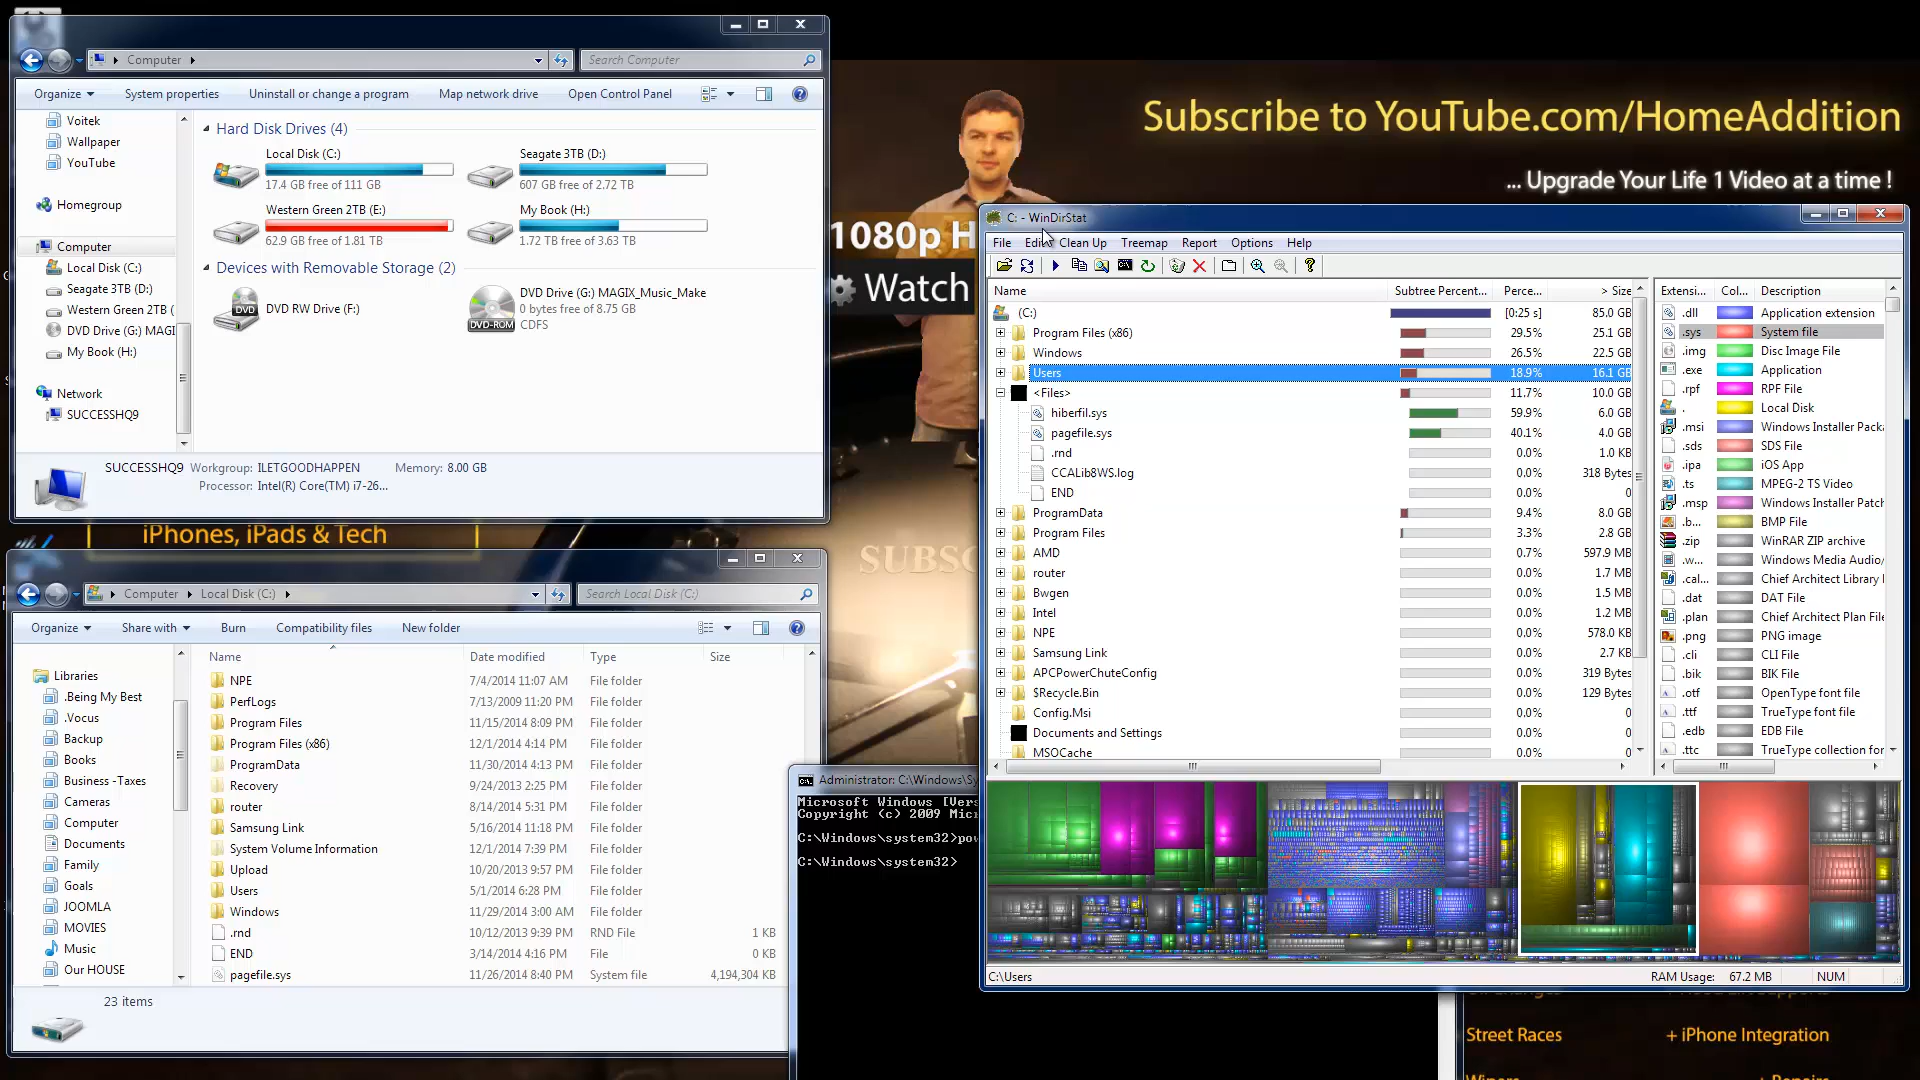 Computer
Search Computer
Organize
System properties
Uninstall or change a program
Map network drive
Open Control Panel
Voitek
Wallpaper
YouTube
Homegroup
Computer
Local Disk (C:)
Seagate 3TB (D:)
Western Green 2TB (
DVD Drive (G:) MAGI
My Book (H:)
Network
SUCCESSHQ9
Hard Disk Drives (4)
Local Disk (C:)
17.4 GB free of 111 GB
Seagate 3TB (D:)
607 GB free of 2.72 TB
Western Green 2TB (E:)
62.9 GB free of 1.81 TB
My Book (H:)
1.72 TB free of 3.63 TB
Devices with Removable Storage (2)
DVD RW Drive (F:)
DVD
DVD Drive (G:) MAGIX_Music_Make
0 bytes free of 8.75 GB
CDFS
DVD-ROM
SUCCESSHQ9 Workgroup: ILETGOODHAPPEN Memory: 8.00 GB
Processor: Intel(R) Core(TM) i7-26...
Subscribe to YouTube.com/HomeAddition
... Upgrade Your Life 1 Video at a time !
1080p H
Watch
iPhones, iPads & Tech
SUBSC
Computer Local Disk (C:)
Search Local Disk (C:)
Organize
Share with
Burn
Compatibility files
New folder
Libraries
.Being My Best
.Vocus
Backup
Books
Business -Taxes
Cameras
Computer
Documents
Family
Goals
JOOMLA
MOVIES
Music
Our HOUSE
Name Date modified Type Size
NPE 7/4/2014 11:07 AM File folder
PerfLogs 7/13/2009 11:20 PM File folder
Program Files 11/15/2014 8:09 PM File folder
Program Files (x86) 12/1/2014 4:14 PM File folder
ProgramData 11/30/2014 4:13 PM File folder
Recovery 9/24/2013 2:25 PM File folder
router 8/14/2014 5:31 PM File folder
Samsung Link 5/16/2014 11:18 PM File folder
System Volume Information 12/1/2014 7:39 PM File folder
Upload 10/20/2013 9:57 PM File folder
Users 5/1/2014 6:28 PM File folder
Windows 11/29/2014 3:00 AM File folder
.rnd 10/12/2013 9:39 PM RND File 1 KB
END 3/14/2014 4:16 PM File 0 KB
pagefile.sys 11/26/2014 8:40 PM System file 4,194,304 KB
23 items
Administrator: C:\Windows\Sy
Microsoft Windows [Vers
Copyright (c) 2009 Mic
C:\Windows\system32>pow
C:\Windows\system32>
C: - WinDirStat
File Edit Clean Up Treemap Report Options Help
Name Subtree Percent... Perce... > Size
(C:) [0:25 s] 85.0 GB
Program Files (x86) 29.5% 25.1 GB
Windows 26.5% 22.5 GB
Users 18.9% 16.1 GB
<Files> 11.7% 10.0 GB
hiberfil.sys 59.9% 6.0 GB
pagefile.sys 40.1% 4.0 GB
.rnd 0.0% 1.0 KB
CCALib8WS.log 0.0% 318 Bytes
END 0.0% 0
ProgramData 9.4% 8.0 GB
Program Files 3.3% 2.8 GB
AMD 0.7% 597.9 MB
router 0.0% 1.7 MB
Bwgen 0.0% 1.5 MB
Intel 0.0% 1.2 MB
NPE 0.0% 578.0 KB
Samsung Link 0.0% 2.7 KB
APCPowerChuteConfig 0.0% 319 Bytes
$Recycle.Bin 0.0% 129 Bytes
Config.Msi 0.0% 0
Documents and Settings 0.0% 0
MSOCache 0.0% 0
Extensi... Col... Description
.dll Application extension
.sys System file
.img Disc Image File
.exe Application
.rpf RPF File
. Local Disk
.msi Windows Installer Packa
.sds SDS File
.ipa iOS App
.ts MPEG-2 TS Video
.msp Windows Installer Patch
.b... BMP File
.zip WinRAR ZIP archive
.w... Windows Media Audio/
.cal... Chief Architect Library I
.dat DAT File
.plan Chief Architect Plan File
.png PNG image
.cli CLI File
.bik BIK File
.otf OpenType font file
.ttf TrueType font file
.edb EDB File
.ttc TrueType collection for
C:\Users
RAM Usage: 67.2 MB NUM
Street Races
+ iPhone Integration